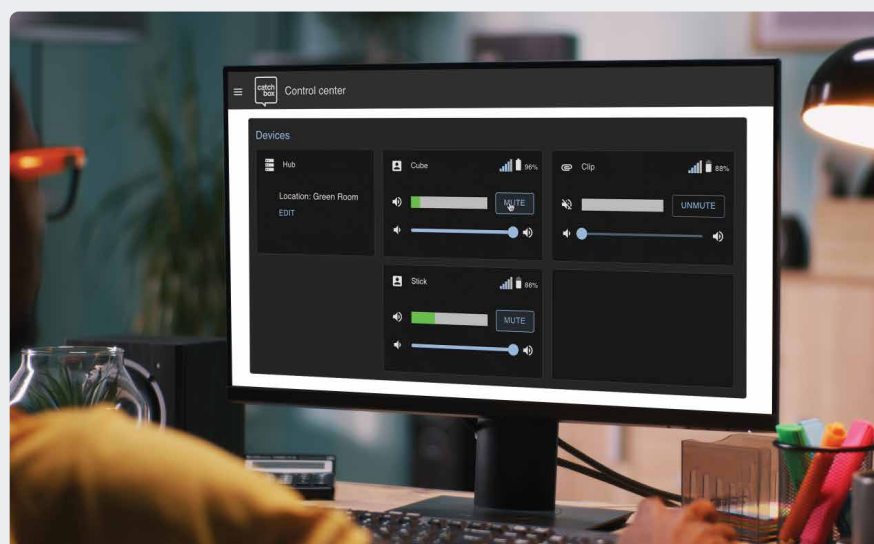 catch
box
Control center
Devices
Hub
Location: Green Room
EDIT
Cube
96%
MUTE
Clip
88%
UNMUTE
Stick
86%
MUTE